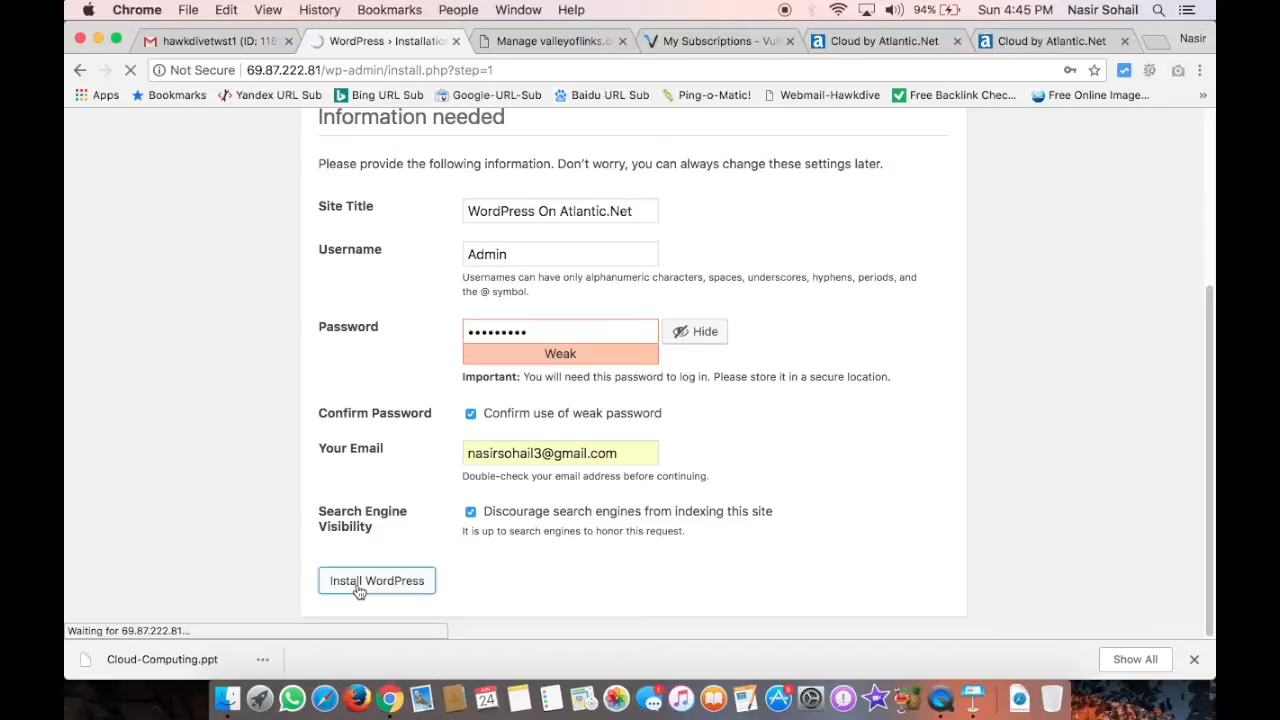 Chrome File Edit View History Bookmarks People Window Help 94% Sun 4:45 PM Nasir Sohail
hawkdivetwst1 (ID: 118 WordPress › Installatio Manage valleyoflinks.c My Subscriptions - Vult Cloud by Atlantic.Net Cloud by Atlantic.Net Nasir
Not Secure 69.87.222.81/wp-admin/install.php?step=1
Apps Bookmarks Yandex URL Sub Bing URL Sub Google-URL-Sub Baidu URL Sub Ping-o-Matic! Webmail-Hawkdive Free Backlink Chec... Free Online Image... »
Information needed
Please provide the following information. Don't worry, you can always change these settings later.
Site Title WordPress On Atlantic.Net
Username Admin
Usernames can have only alphanumeric characters, spaces, underscores, hyphens, periods, and
the @ symbol.
Password ••••••••• Hide
Weak
Important: You will need this password to log in. Please store it in a secure location.
Confirm Password Confirm use of weak password
Your Email nasirsohail3@gmail.com
Double-check your email address before continuing.
Search Engine Discourage search engines from indexing this site
Visibility It is up to search engines to honor this request.
Install WordPress
Waiting for 69.87.222.81...
Cloud-Computing.ppt Show All
24